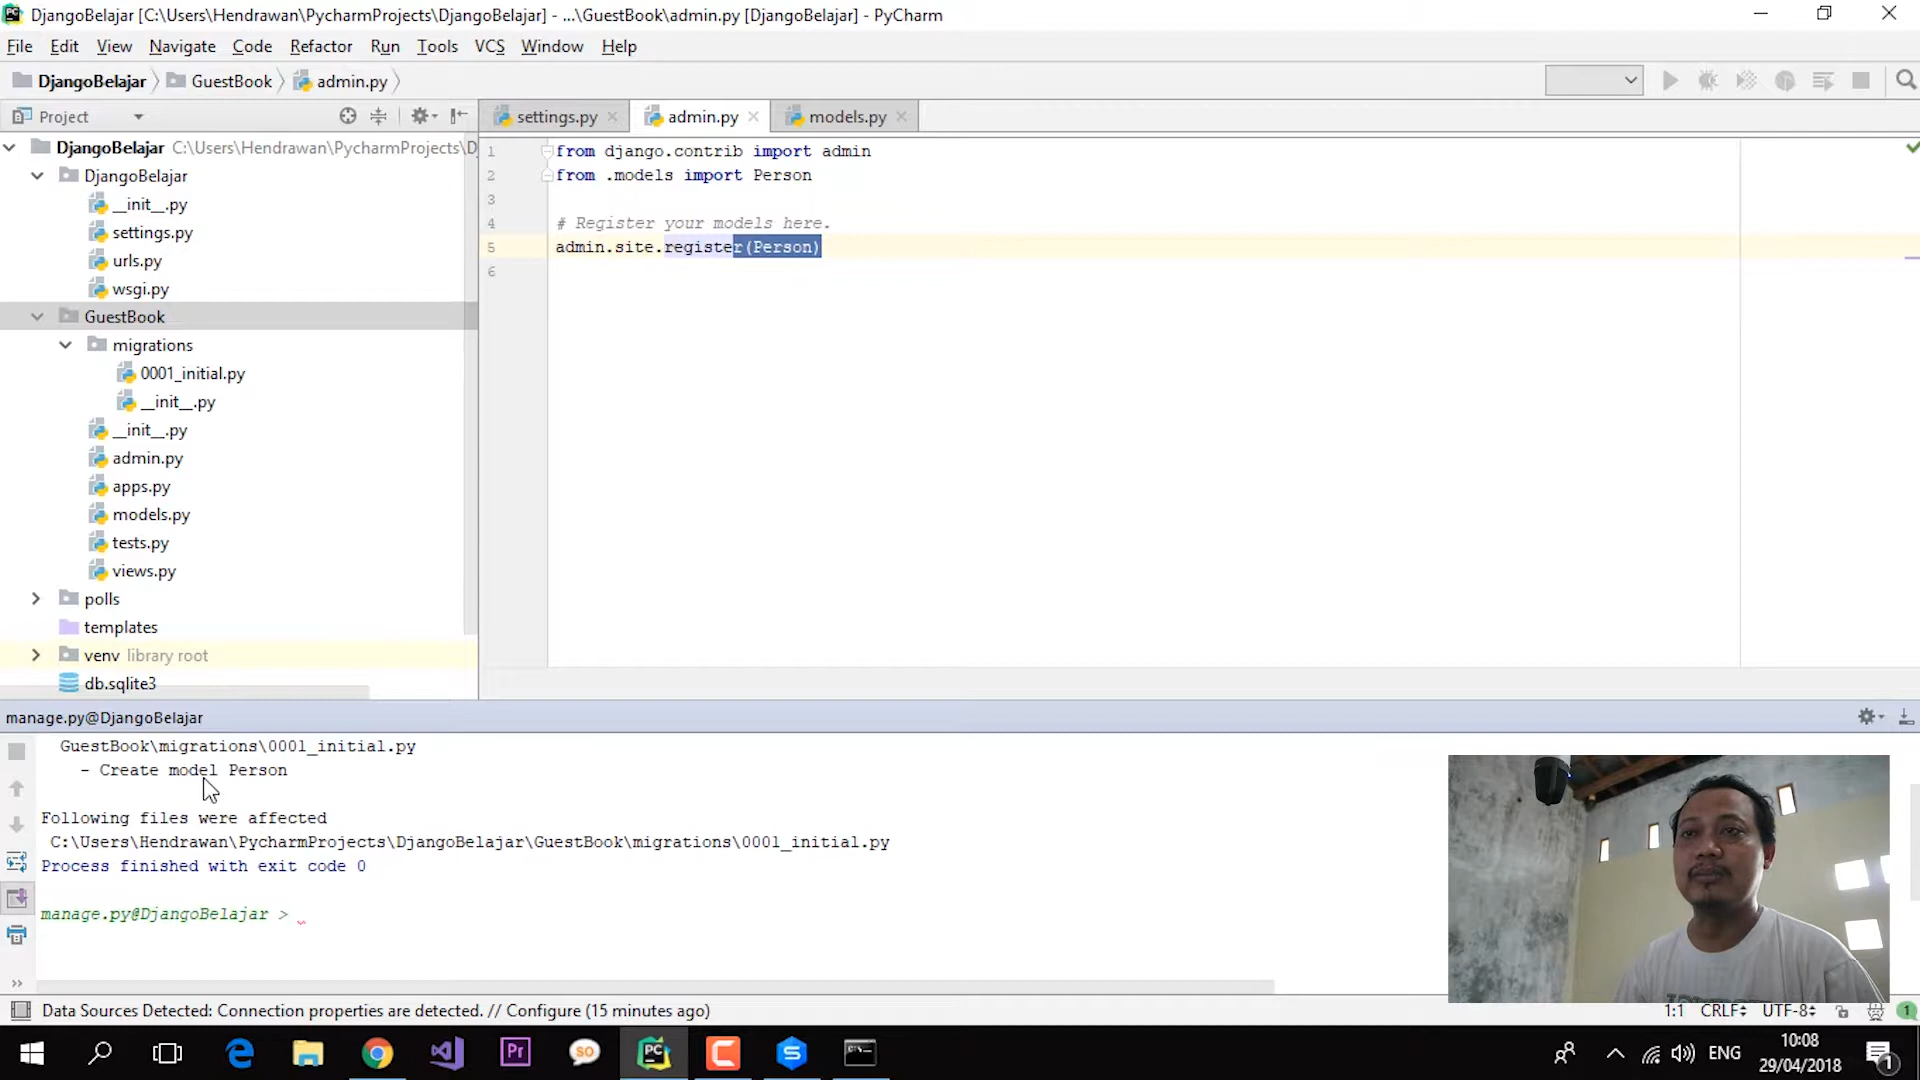 DjangoBelajar [C:\Users\Hendrawan\PycharmProjects\DjangoBelajar] - ...\GuestBook\admin.py [DjangoBelajar] - PyCharm
File Edit View Navigate Code Refactor Run Tools VCS Window Help
DjangoBelajar GuestBook admin.py
Project
settings.py admin.py models.py
DjangoBelajar C:\Users\Hendrawan\PycharmProjects\D
DjangoBelajar
__init__.py
settings.py
urls.py
wsgi.py
GuestBook
migrations
0001_initial.py
__init__.py
__init__.py
admin.py
apps.py
models.py
tests.py
views.py
polls
templates
venv library root
db.sqlite3
1 from django.contrib import admin
2 from .models import Person
3
4 # Register your models here.
5 admin.site.register(Person)
6
manage.py@DjangoBelajar
GuestBook\migrations\0001_initial.py
- Create model Person
Following files were affected
C:\Users\Hendrawan\PycharmProjects\DjangoBelajar\GuestBook\migrations\0001_initial.py
Process finished with exit code 0
manage.py@DjangoBelajar >
Data Sources Detected: Connection properties are detected. // Configure (15 minutes ago)
1:1 CRLF UTF-8 1
PC Pr SO C S
ENG
10:08
29/04/2018
1